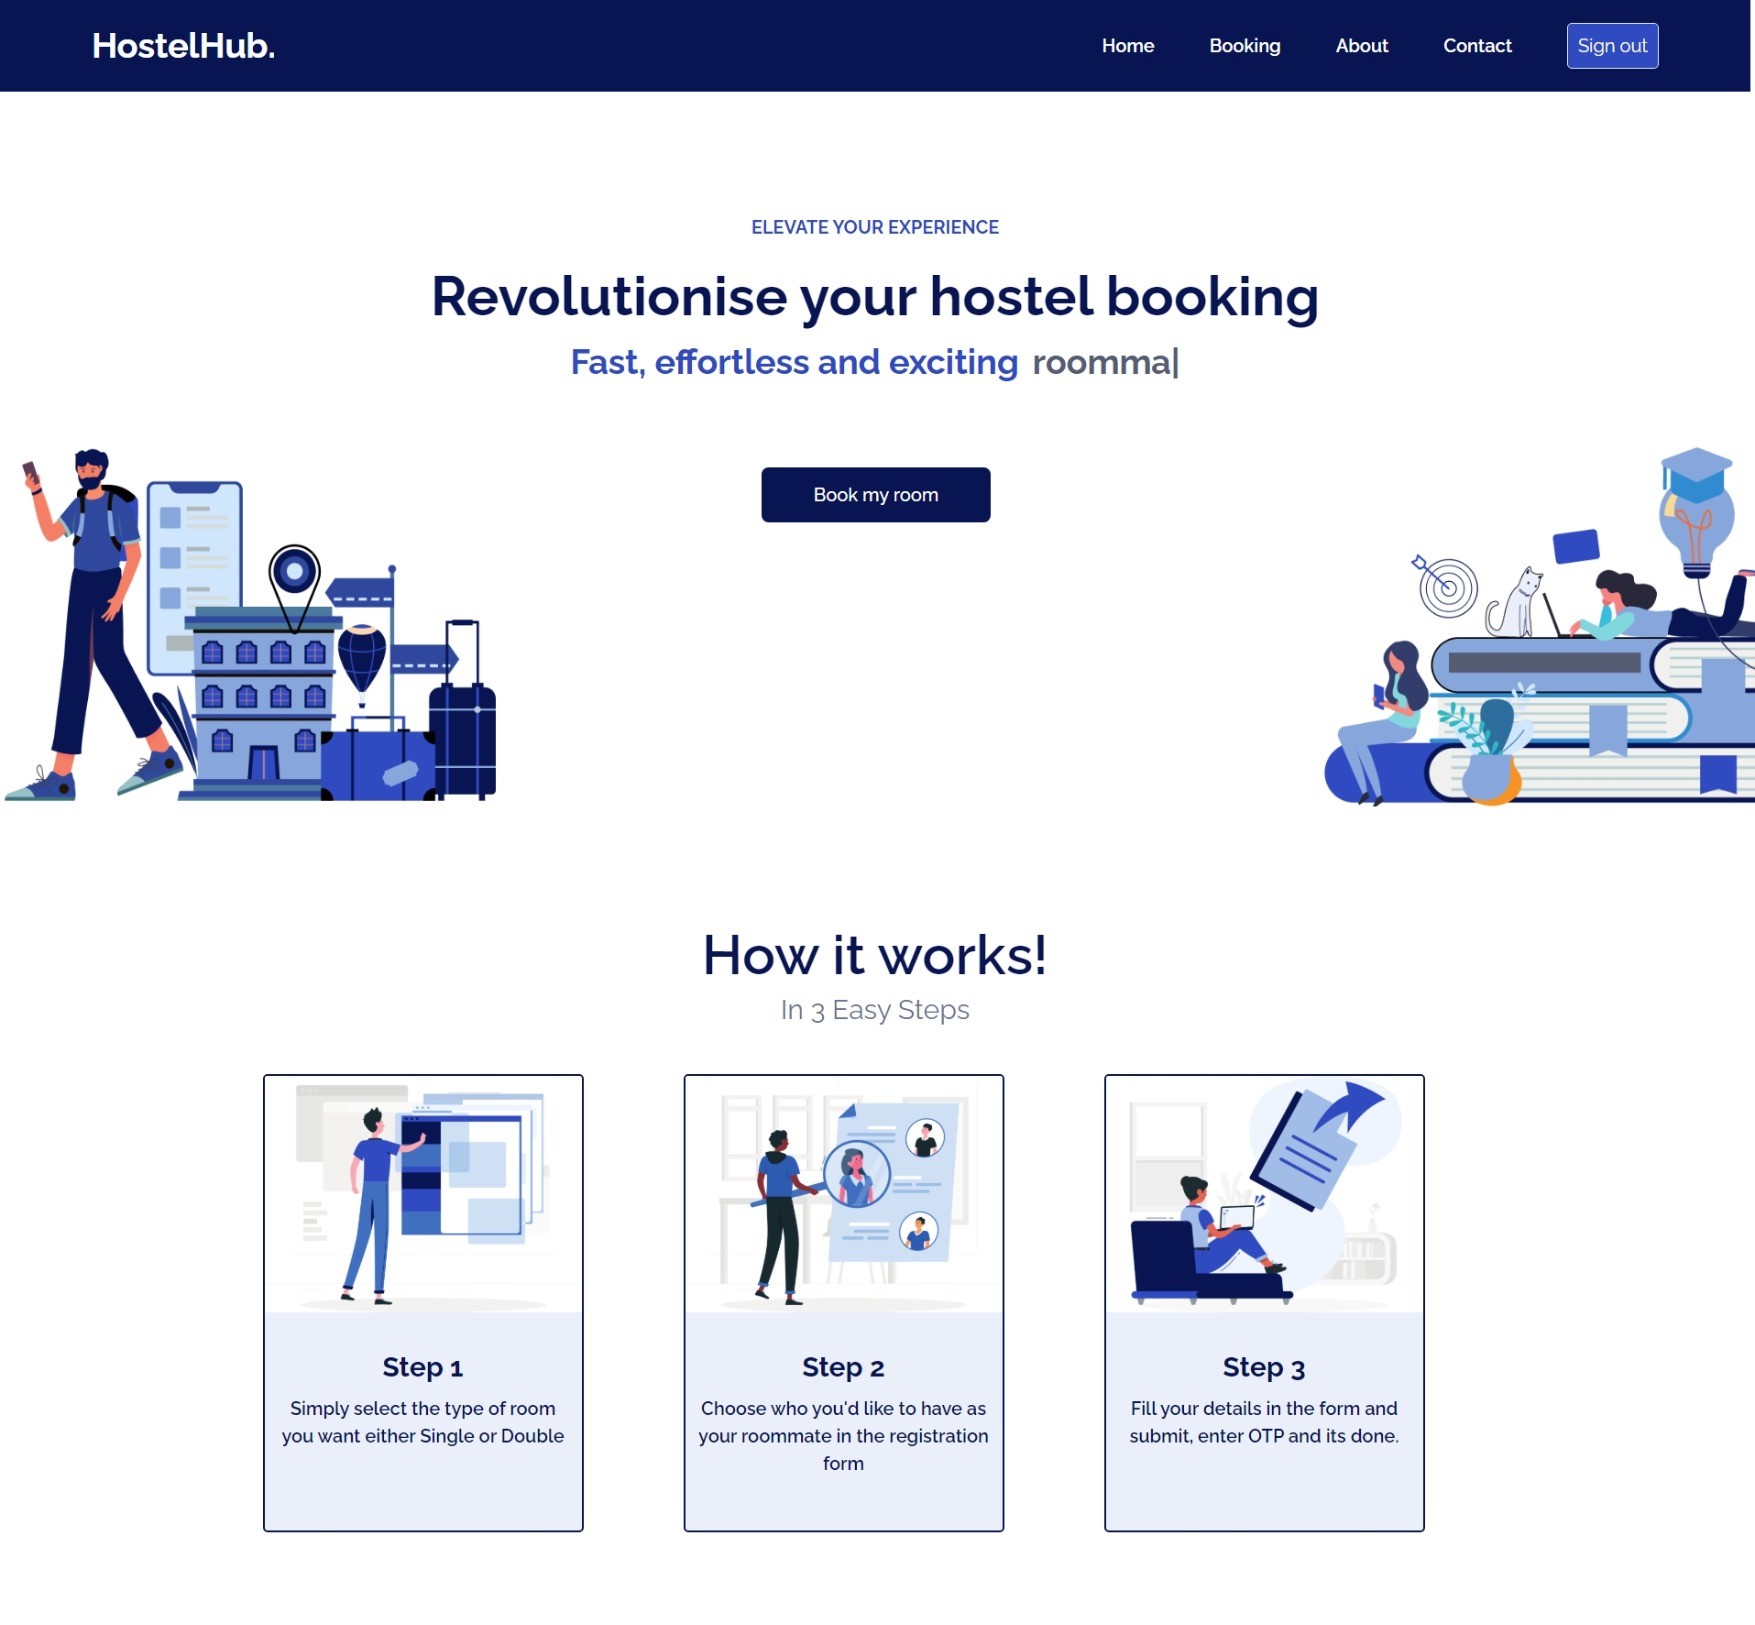 HostelHub.
Home Booking About Contact Sign out
ELEVATE YOUR EXPERIENCE
Revolutionise your hostel booking
Fast, effortless and exciting roomma|
Book my room
How it works!
In 3 Easy Steps
Step 1
Simply select the type of room
you want either Single or Double
Step 2
Choose who you'd like to have as
your roommate in the registration
form
Step 3
Fill your details in the form and
submit, enter OTP and its done.